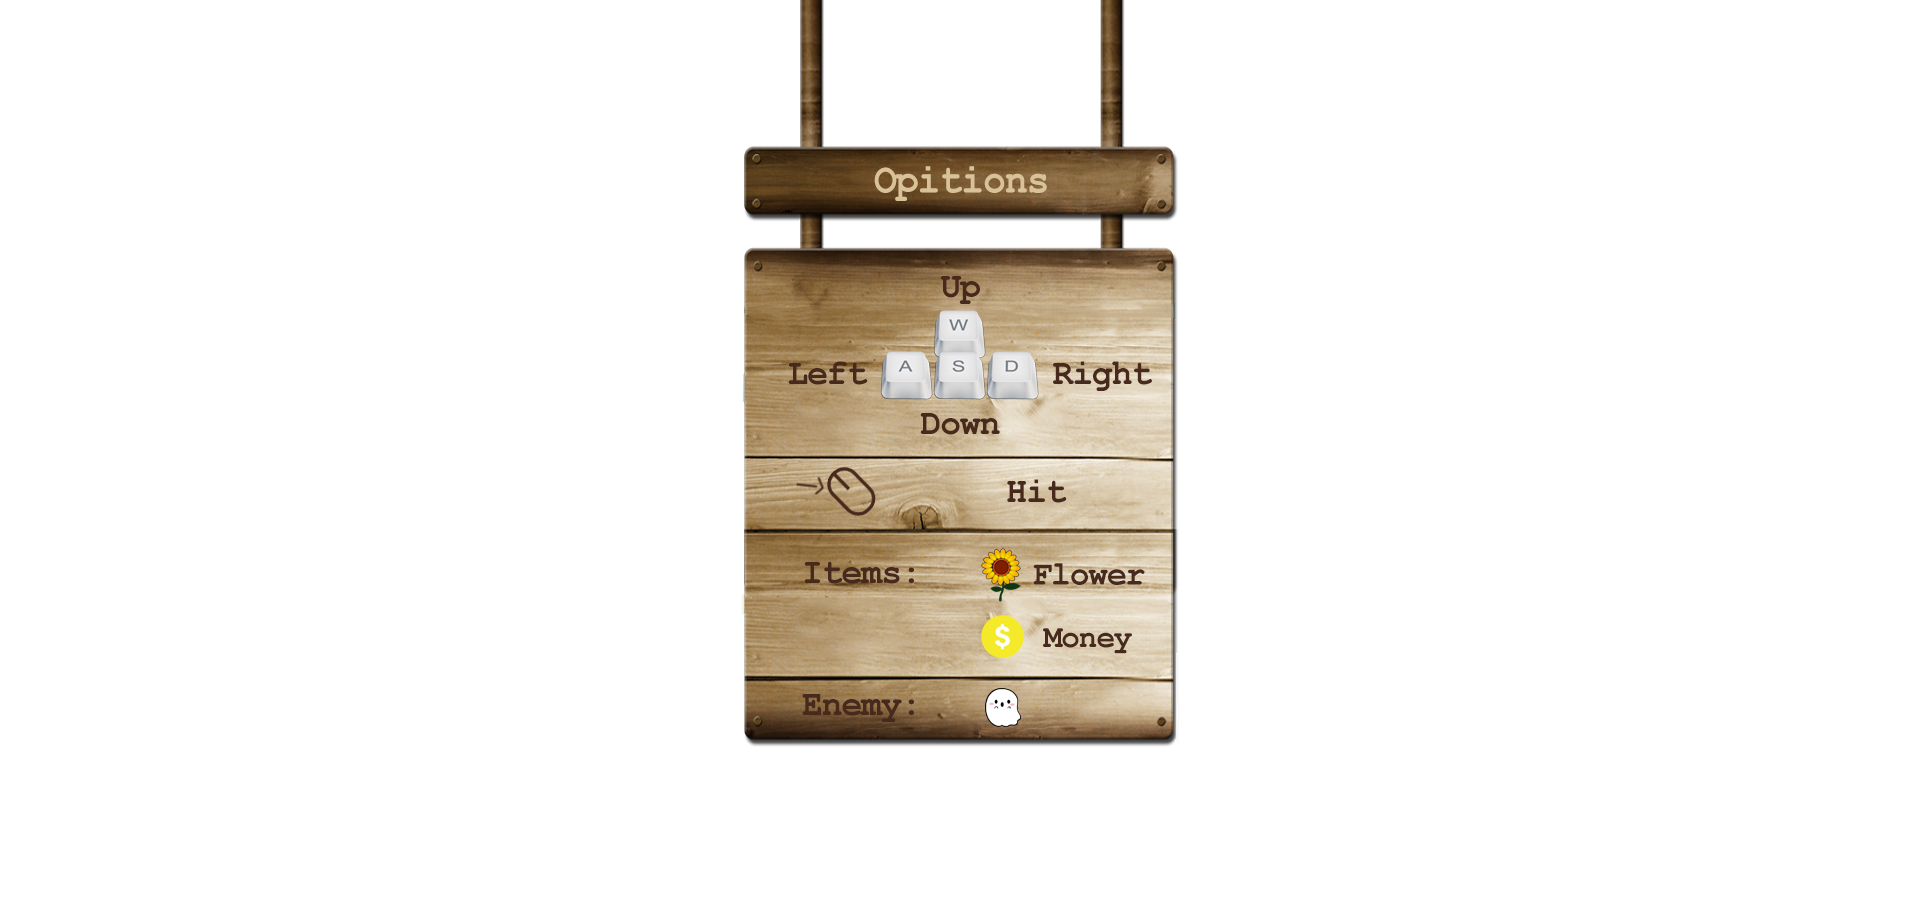 Opitions
Up
W
Left A S D Right
Down
Hit
Items: Flower
$ Money
Enemy: